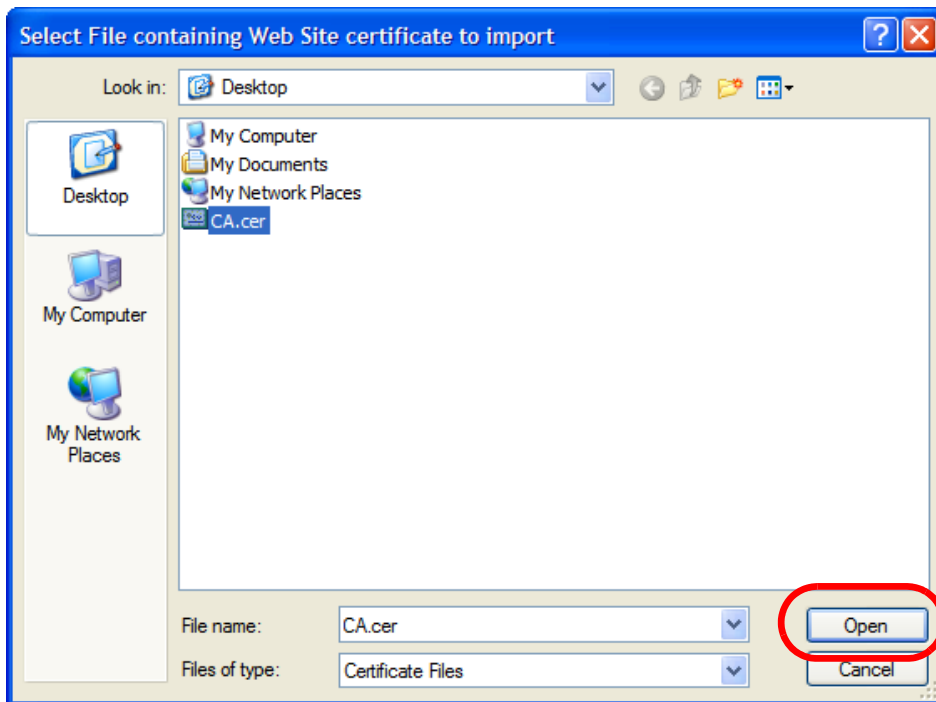 Select File containing Web Site certificate to import
Look in: Desktop
Desktop
My Computer
My Network
Places
My Computer
My Documents
My Network Places
CA.cer
File name: CA.cer Open
Files of type: Certificate Files Cancel